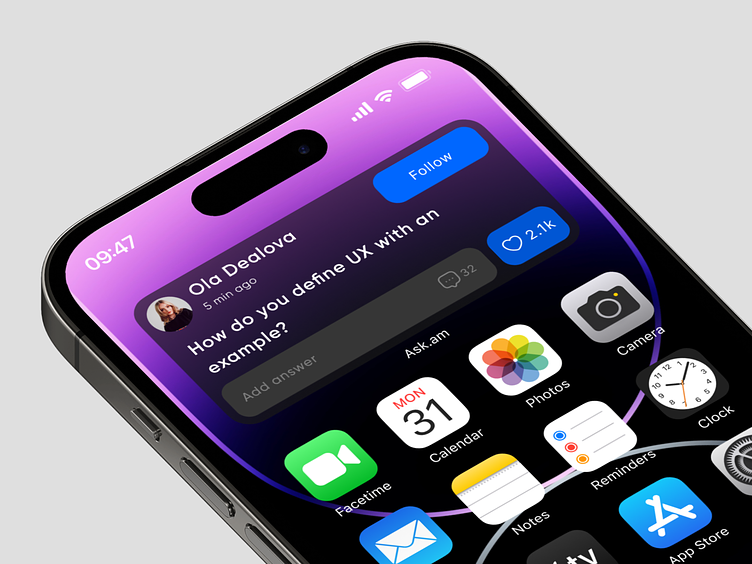 09:47
Ola Dealova
5 min ago
Follow
How do you define UX with an
example?
Add answer
32
2.1k
Ask.am
Facetime
MON
31
Calendar
Photos
Camera
Notes
Reminders
Clock
App Store